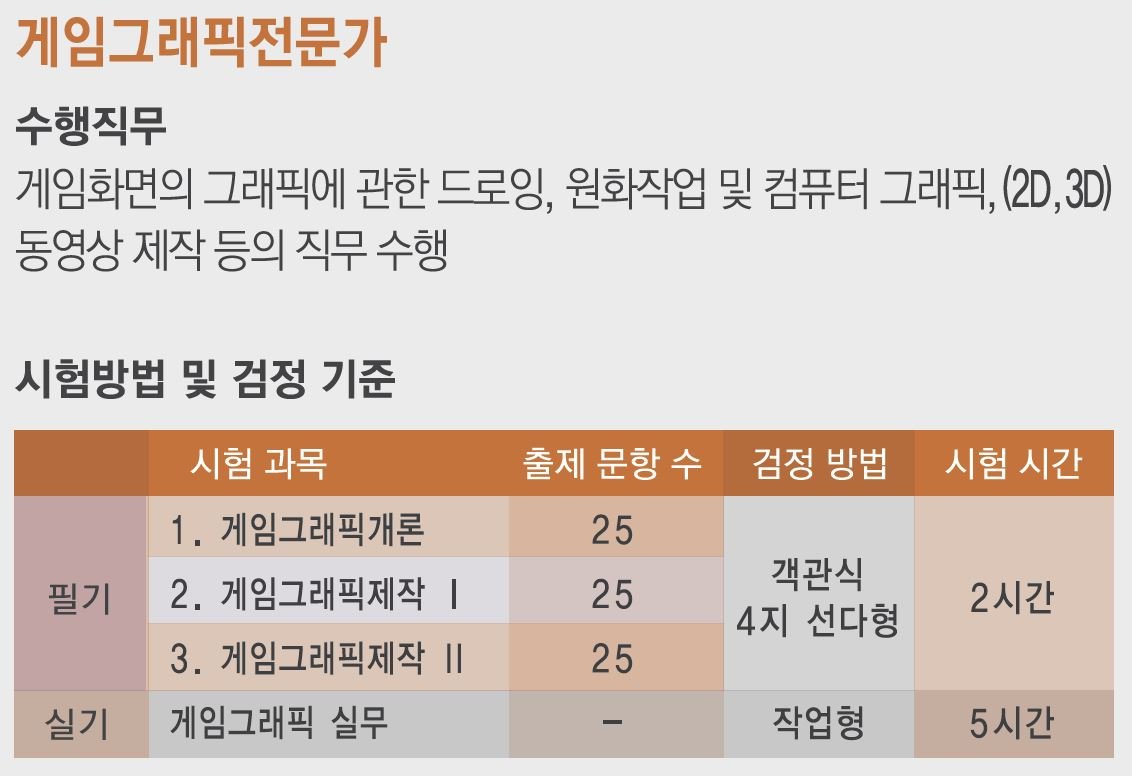 게임그래픽전문가
수행직무
게임화면의 그래픽에 관한 드로잉, 원화작업 및 컴퓨터 그래픽, (2D, 3D)
동영상 제작 등의 직무 수행
시험방법 및 검정 기준
시험 과목 출제 문항 수 검정 방법 시험 시간
필기
1. 게임그래픽개론 25
2. 게임그래픽제작 Ⅰ 25
3. 게임그래픽제작 Ⅱ 25
객관식
4지 선다형
2시간
실기 게임그래픽 실무 – 작업형 5시간